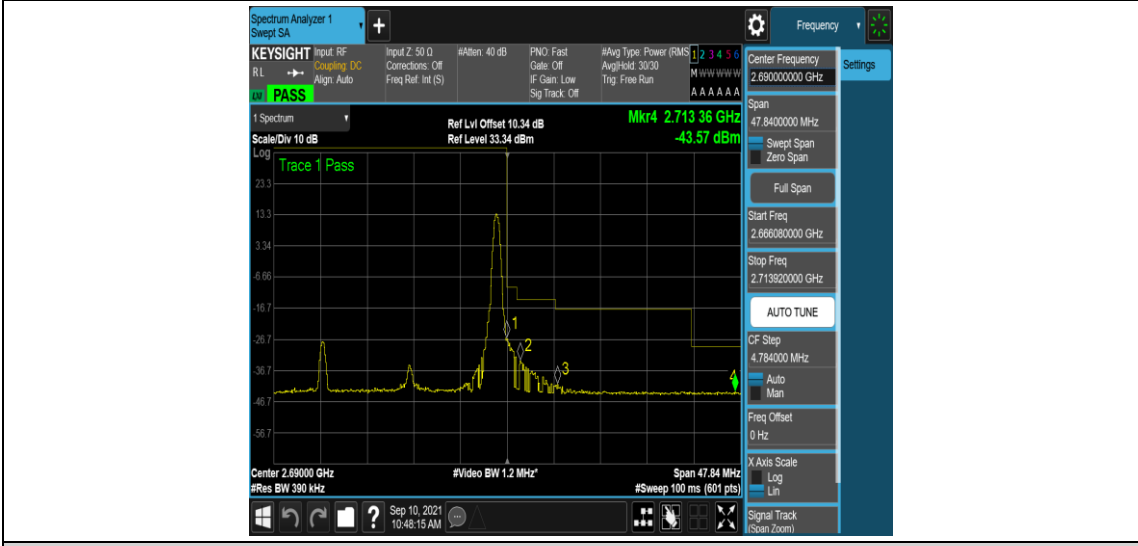 Spectrum Analyzer 1
Swept SA
+
Frequency
KEYSIGHT
RL
PASS
Input: RF
Coupling: DC
Align: Auto
Input Z: 50 Ω
Corrections: Off
Freq Ref: Int (S)
#Atten: 40 dB
PNO: Fast
Gate: Off
IF Gain: Low
Sig Track: Off
#Avg Type: Power (RMS
Avg|Hold: 30/30
Trig: Free Run
1 2 3 4 5 6
M W W W W W
A A A A A A
1 Spectrum
Scale/Div 10 dB
Ref Lvl Offset 10.34 dB
Ref Level 33.34 dBm
Mkr4 2.713 36 GHz
-43.57 dBm
Log
Trace 1 Pass
23.3
13.3
3.34
-6.66
-16.7
-26.7
-36.7
-46.7
-56.7
1
2
3
4
Center 2.69000 GHz
#Res BW 390 kHz
#Video BW 1.2 MHz*
Span 47.84 MHz
#Sweep 100 ms (601 pts)
?
Sep 10, 2021
10:48:15 AM
Center Frequency
2.690000000 GHz
Settings
Span
47.8400000 MHz
Swept Span
Zero Span
Full Span
Start Freq
2.666080000 GHz
Stop Freq
2.713920000 GHz
AUTO TUNE
CF Step
4.784000 MHz
Auto
Man
Freq Offset
0 Hz
X Axis Scale
Log
Lin
Signal Track
(Span Zoom)